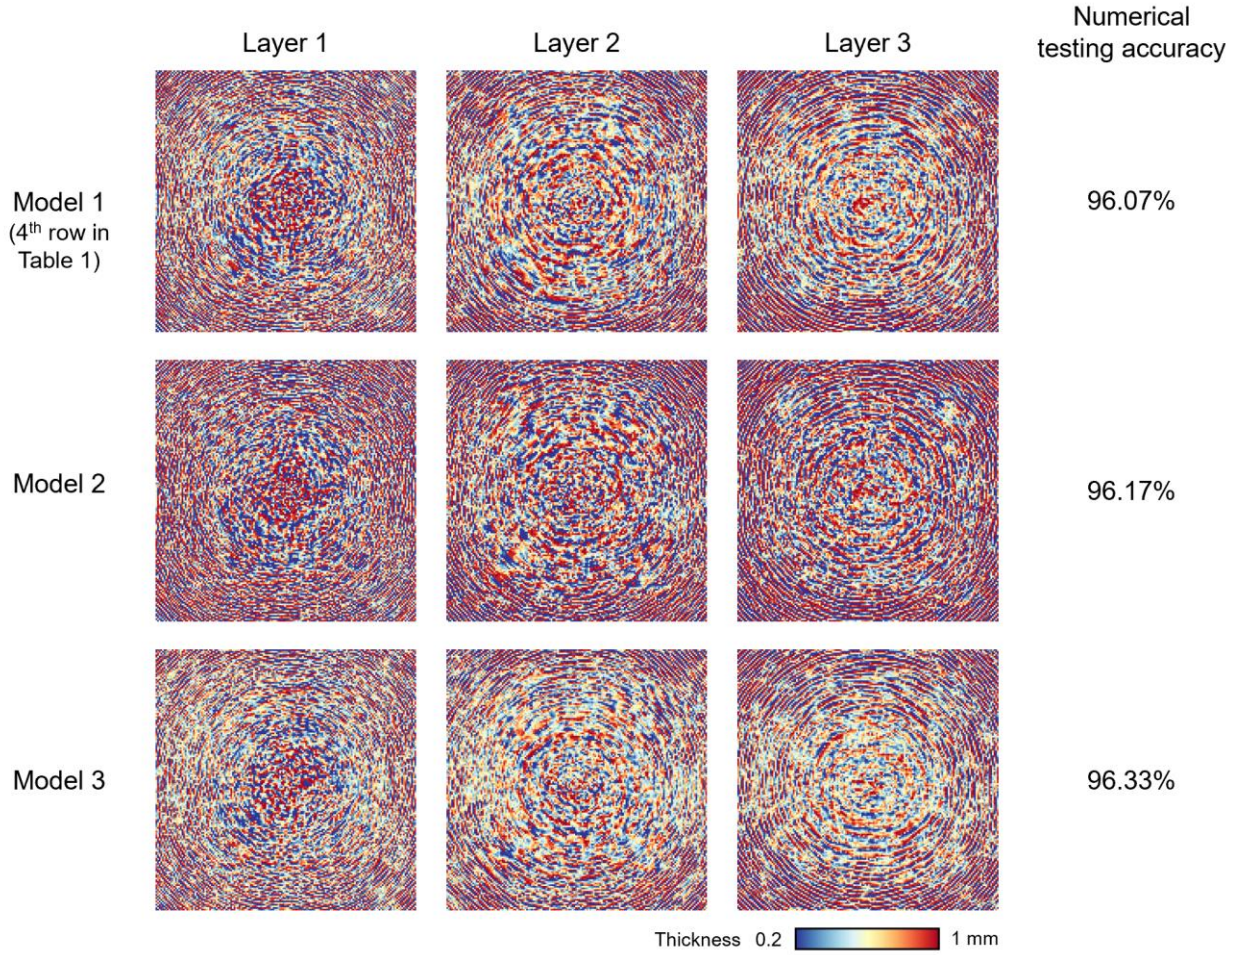 Layer 1
Layer 2
Layer 3
Numerical
testing accuracy
Model 1
(4th row in
Table 1)
96.07%
Model 2
96.17%
Model 3
96.33%
Thickness 0.2 1 mm